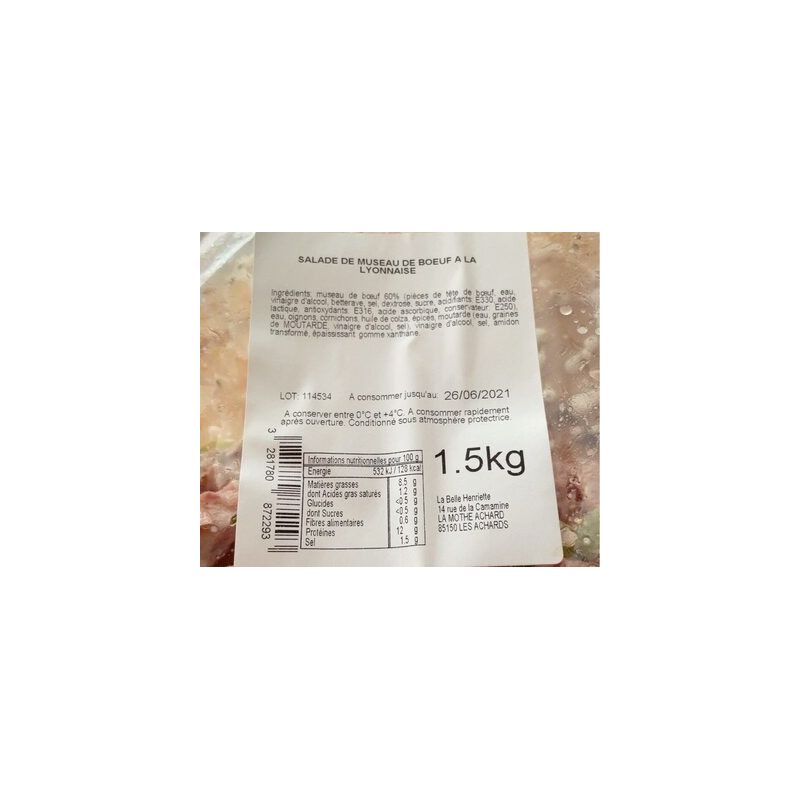 SALADE DE MUSEAU DE BOEUF A LA
LYONNAISE
Ingrédients: museau de bœuf 60% (pièces de tête de bœuf, eau,
vinaigre d'alcool, betterave, sel, dextrose, sucre, acidifiants: E330, acide
lactique, antioxydants: E316, acide ascorbique, conservateur: E250),
eau, oignons, cornichons, huile de colza, épices, moutarde (eau, graines
de MOUTARDE, vinaigre d'alcool, sel), vinaigre d'alcool, sel, amidon
transformé, épaississant: gomme xanthane.
LOT: 114534 A consommer jusqu'au: 26/06/2021
A conserver entre 0°C et +4°C. A consommer rapidement
après ouverture. Conditionné sous atmosphère protectrice.
3 281780 872293
Informations nutritionnelles pour 100 g
Energie 532 kJ / 128 kcal
Matières grasses 8.5 g
dont Acides gras saturés 1.2 g
Glucides <0.5 g
dont Sucres <0.5 g
Fibres alimentaires 0.6 g
Protéines 12 g
Sel 1.5 g
1.5kg
La Belle Henriette
14 rue de la Camamine
LA MOTHE ACHARD
85150 LES ACHARDS